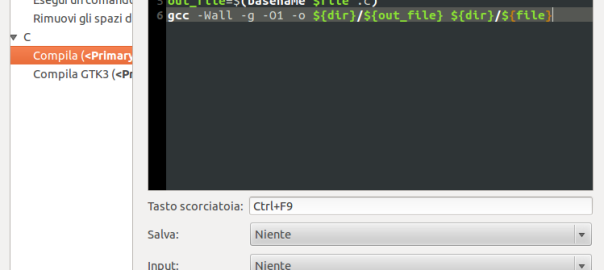 Esegui un comando
Rimuovi gli spazi d
C
Compila (<Primary
Compila GTK3 (<Pr
5 out_file=$(basename $file .c)
6 gcc -Wall -g -O1 -o ${dir}/${out_file} ${dir}/${file}
Tasto scorciatoia: Ctrl+F9
Salva: Niente
Input: Niente